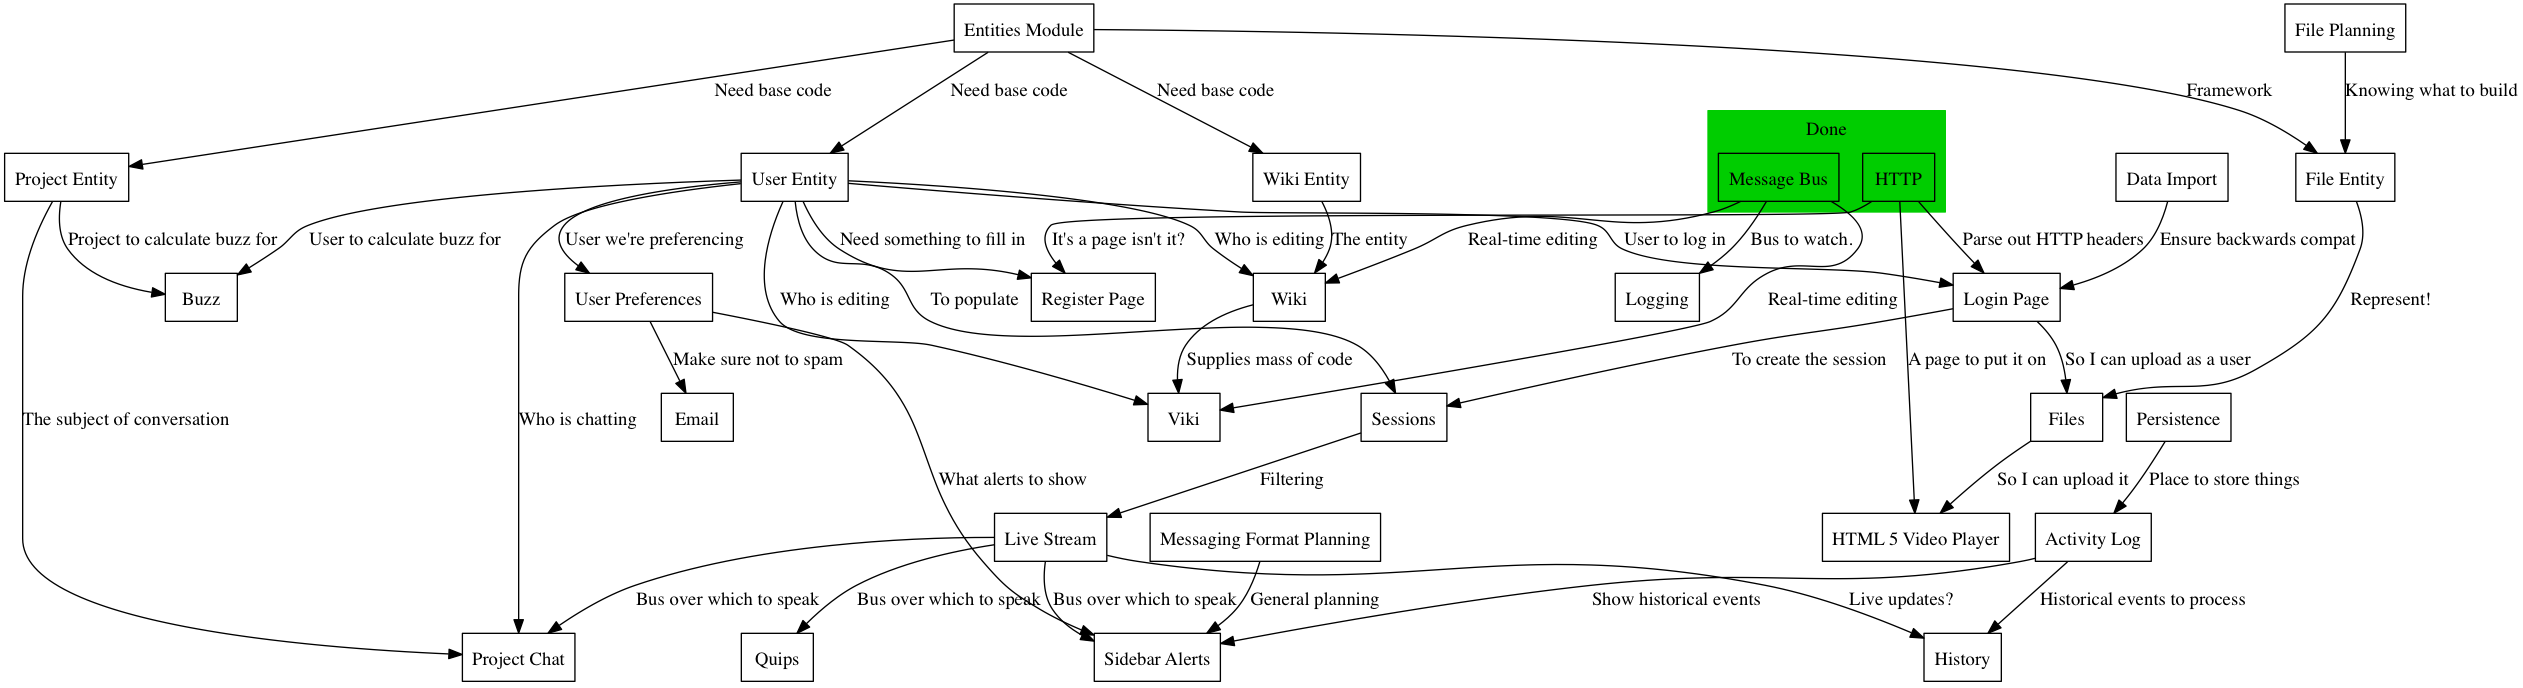 Entities Module
File Planning
Need base code
Need base code
Need base code
Framework
Knowing what to build
Done
Project Entity
User Entity
Wiki Entity
Message Bus
HTTP
Data Import
File Entity
Project to calculate buzz for
User to calculate buzz for
User we're preferencing
Need something to fill in
It's a page isn't it?
Who is editing
The entity
Real-time editing
User to log in
Bus to watch.
Parse out HTTP headers
Ensure backwards compat
Buzz
User Preferences
Who is editing
To populate
Register Page
Wiki
Logging
Real-time editing
Login Page
Represent!
Make sure not to spam
Supplies mass of code
To create the session
A page to put it on
So I can upload as a user
The subject of conversation
Who is chatting
Email
Viki
Sessions
Files
Persistence
What alerts to show
Filtering
So I can upload it
Place to store things
Live Stream
Messaging Format Planning
HTML 5 Video Player
Activity Log
Bus over which to speak
Bus over which to speak
Bus over which to speak
General planning
Show historical events
Live updates?
Historical events to process
Project Chat
Quips
Sidebar Alerts
History